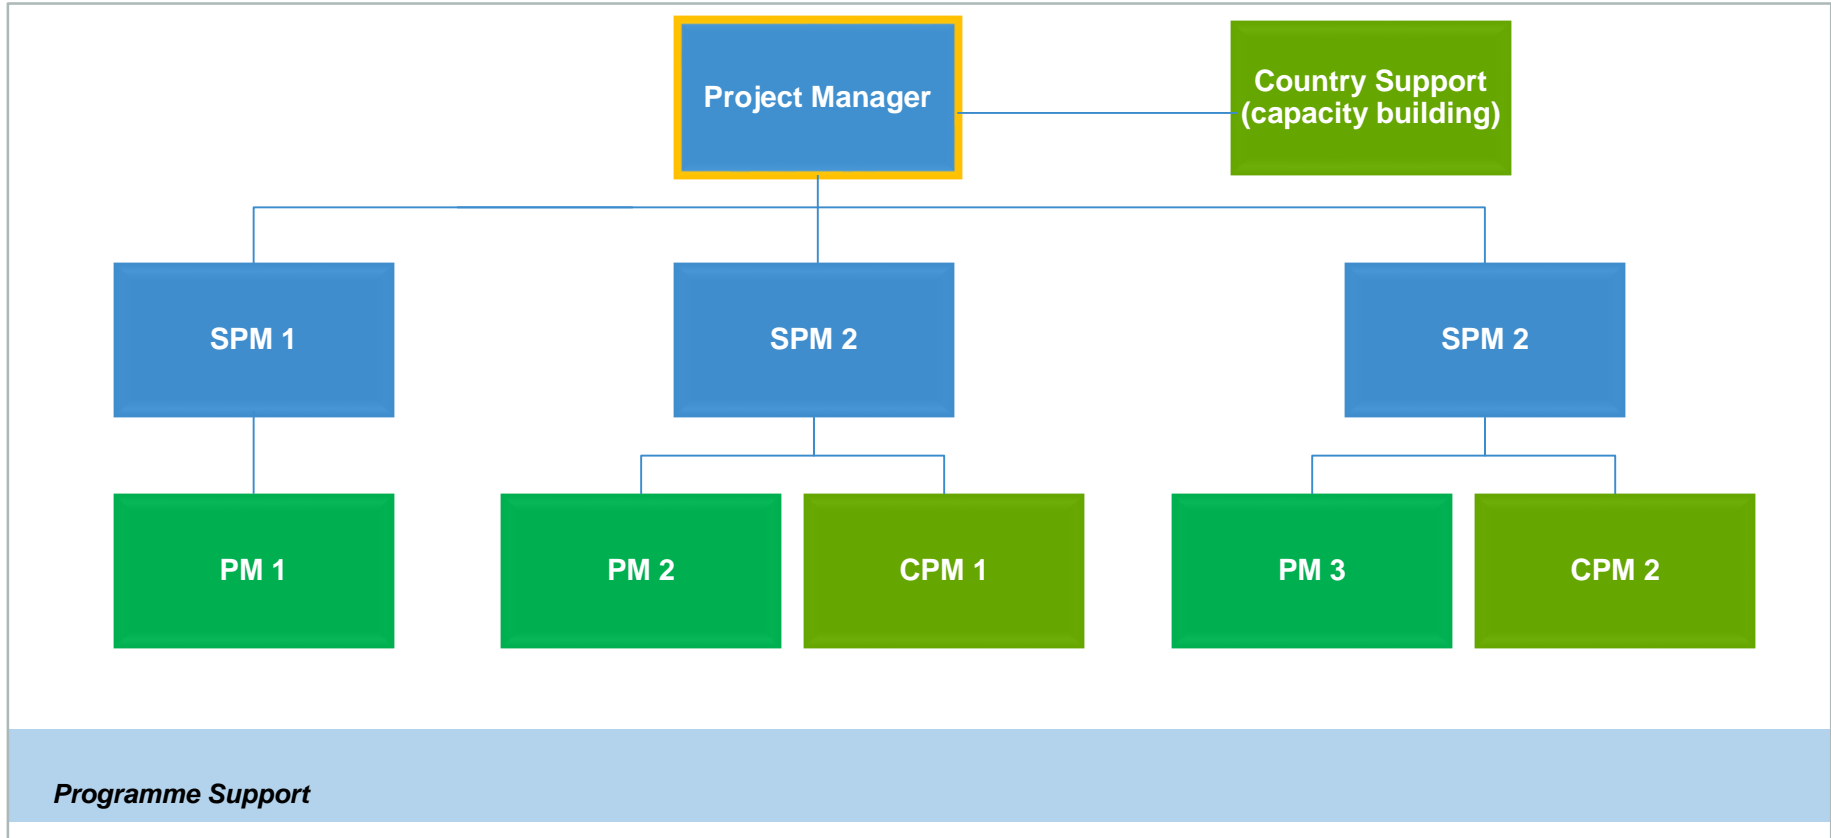 Project Manager
Country Support
(capacity building)
SPM 1
SPM 2
SPM 2
PM 1
PM 2
CPM 1
PM 3
CPM 2
Programme Support